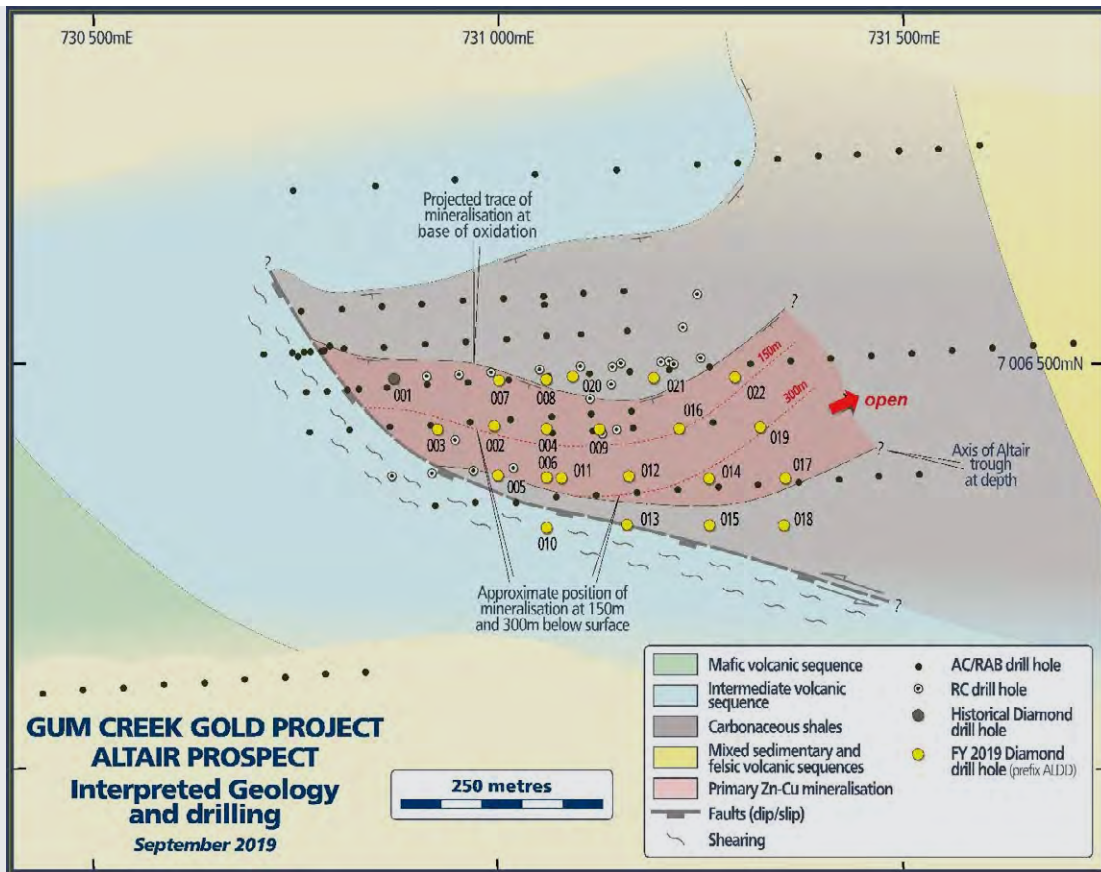 730 500mE
731 000mE
731 500mE
Projected trace of
mineralisation at
base of oxidation
?
?
150m
7 006 500mN
300m
open
001
007
008
020
021
022
016
003
002
004
009
019
?
Axis of Altair
trough
at depth
006
005
011
012
014
017
010
013
015
018
?
Approximate position of
mineralisation at 150m
and 300m below surface
GUM CREEK GOLD PROJECT
ALTAIR PROSPECT
Interpreted Geology
and drilling
September 2019
250 metres
Mafic volcanic sequence
Intermediate volcanic
sequence
Carbonaceous shales
Mixed sedimentary and
felsic volcanic sequences
Primary Zn-Cu mineralisation
Faults (dip/slip)
Shearing
AC/RAB drill hole
RC drill hole
Historical Diamond
drill hole
FY 2019 Diamond
drill hole (prefix ALDD)